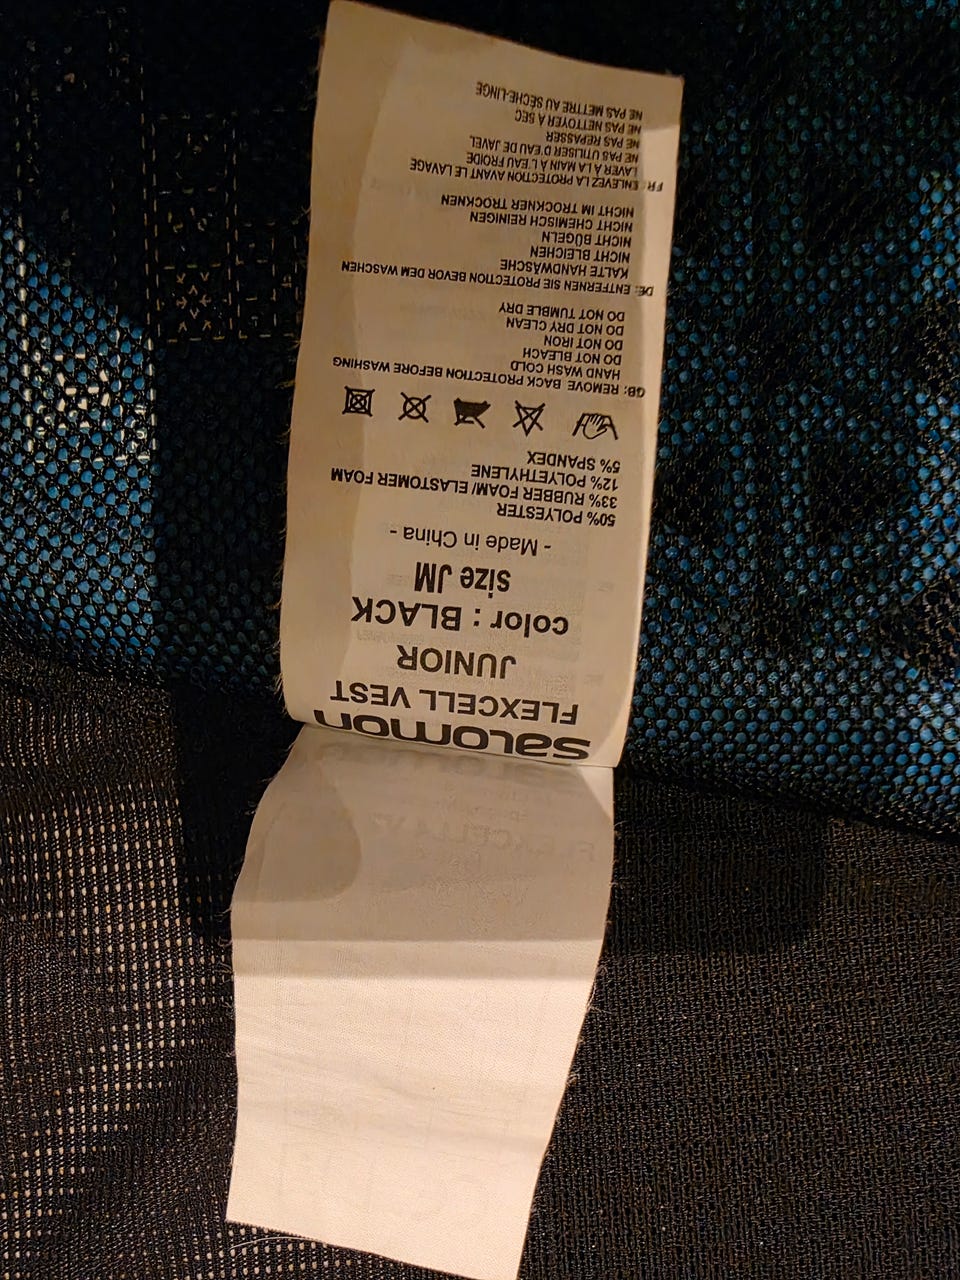 salomon
FLEXCELL VEST
JUNIOR
color : BLACK
size JM
- Made in China -
50% POLYESTER
33% RUBBER FOAM/ ELASTOMER FOAM
12% POLYETHYLENE
5% SPANDEX
GB: REMOVE BACK PROTECTION BEFORE WASHING
HAND WASH COLD
DO NOT BLEACH
DO NOT IRON
DO NOT DRY CLEAN
DO NOT TUMBLE DRY
DE: ENTFERNEN SIE PROTECTION BEVOR DEM WASCHEN
KALTE HANDWÄSCHE
NICHT BLEICHEN
NICHT BÜGELN
NICHT CHEMISCH REINIGEN
NICHT IM TROCKNER TROCKNEN
FR: ENLEVEZ LA PROTECTION AVANT LE LAVAGE
LAVER À LA MAIN À L'EAU FROIDE
NE PAS UTILISER D'EAU DE JAVEL
NE PAS REPASSER
NE PAS NETTOYER À SEC
NE PAS METTRE AU SÈCHE-LINGE